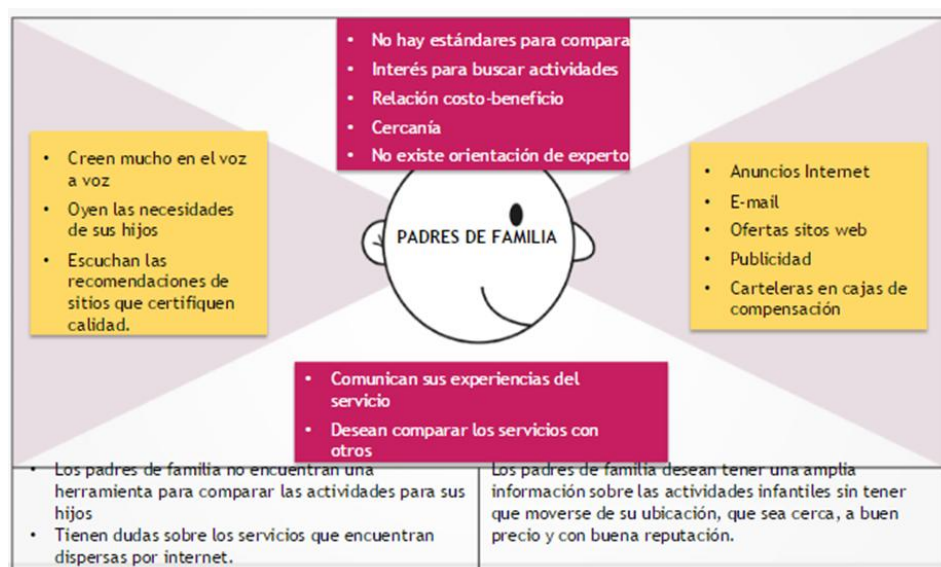 • No hay estándares para compara
• Interés para buscar actividades
• Relación costo-beneficio
• Cercanía
• No existe orientación de experto
• Creen mucho en el voz
a voz
• Oyen las necesidades
de sus hijos
• Escuchan las
recomendaciones de
sitios que certifiquen
calidad.
PADRES DE FAMILIA
• Anuncios Internet
• E-mail
• Ofertas sitos web
• Publicidad
• Carteleras en cajas de
compensación
• Comunican sus experiencias del
servicio
• Desean comparar los servicios con
otros
• Los padres de familia no encuentran una
herramienta para comparar las actividades para sus
hijos
• Tienen dudas sobre los servicios que encuentran
dispersas por internet.
Los padres de familia desean tener una amplia
información sobre las actividades infantiles sin tener
que moverse de su ubicación, que sea cerca, a buen
precio y con buena reputación.